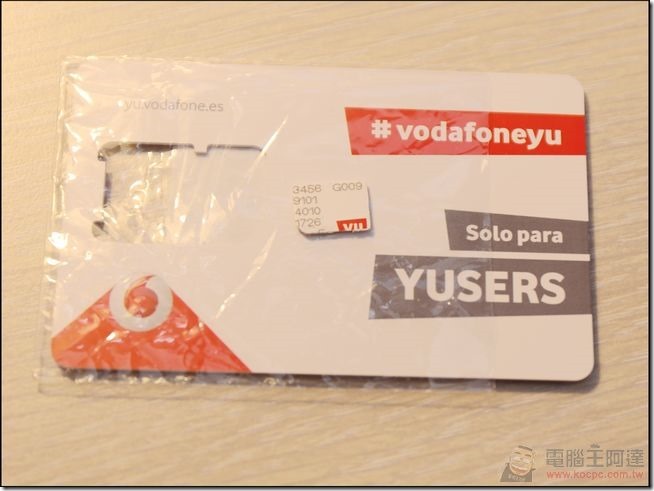 yu.vodafone.es
# vodafoneyu
3456 G009
9101
4010
1726
yu
Solo para
YUSERS
電腦王阿達
www.kocpc.com.tw